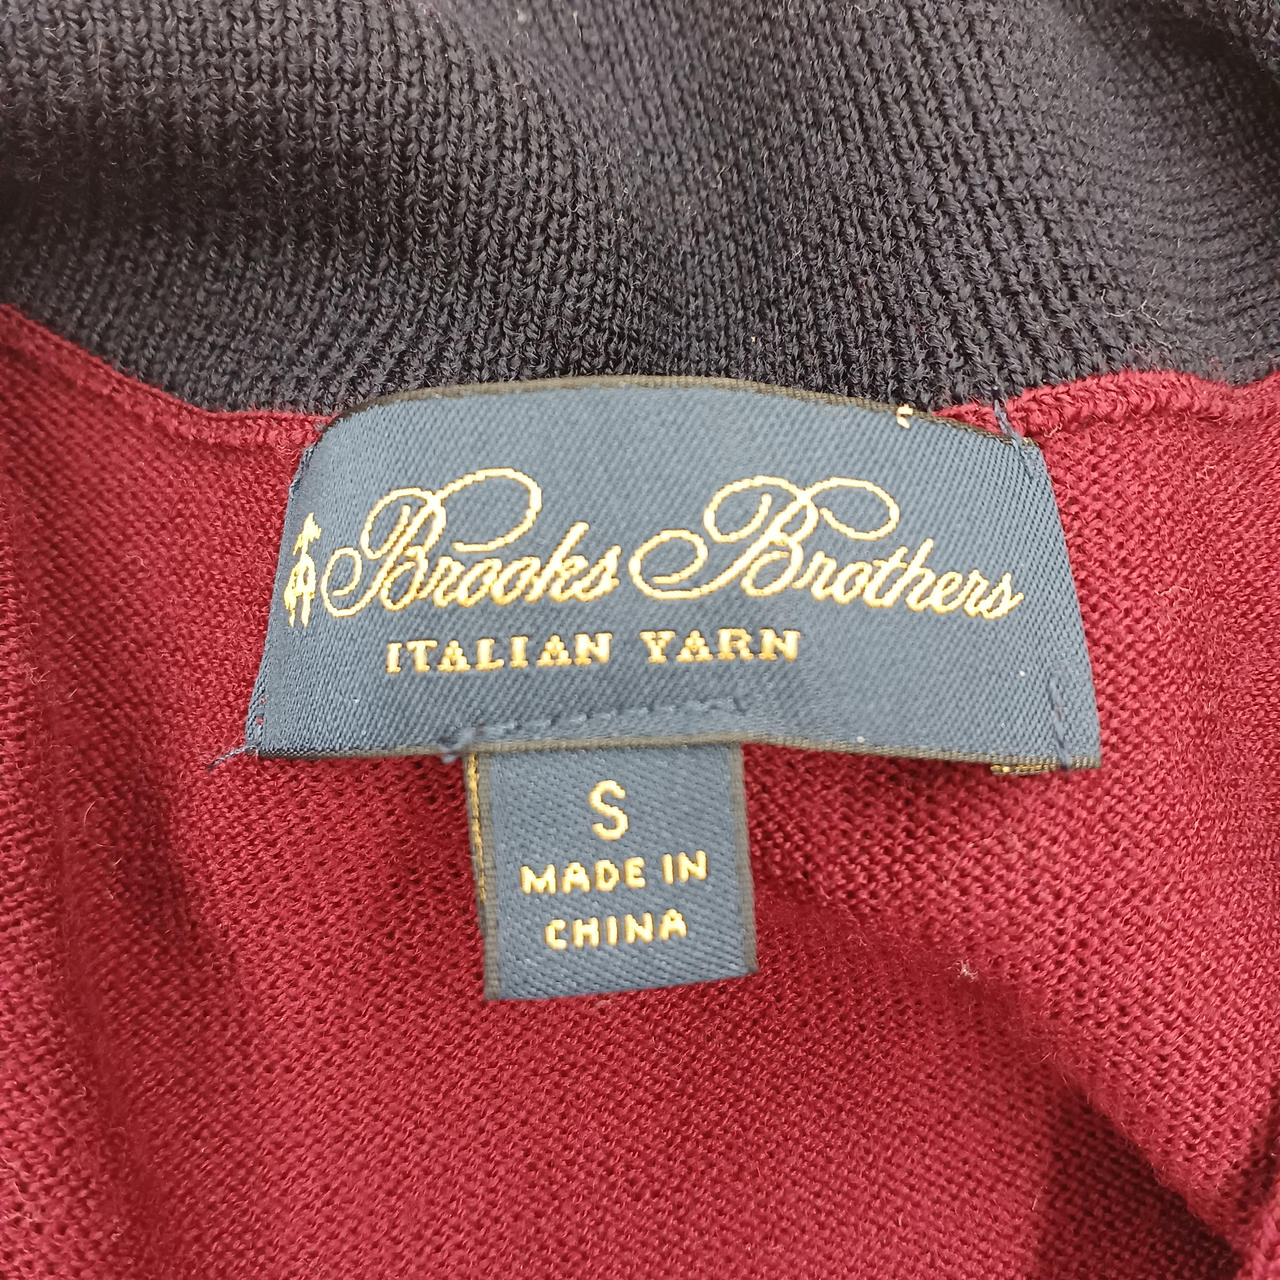 Brooks Brothers
ITALIAN YARN
S
MADE IN
CHINA